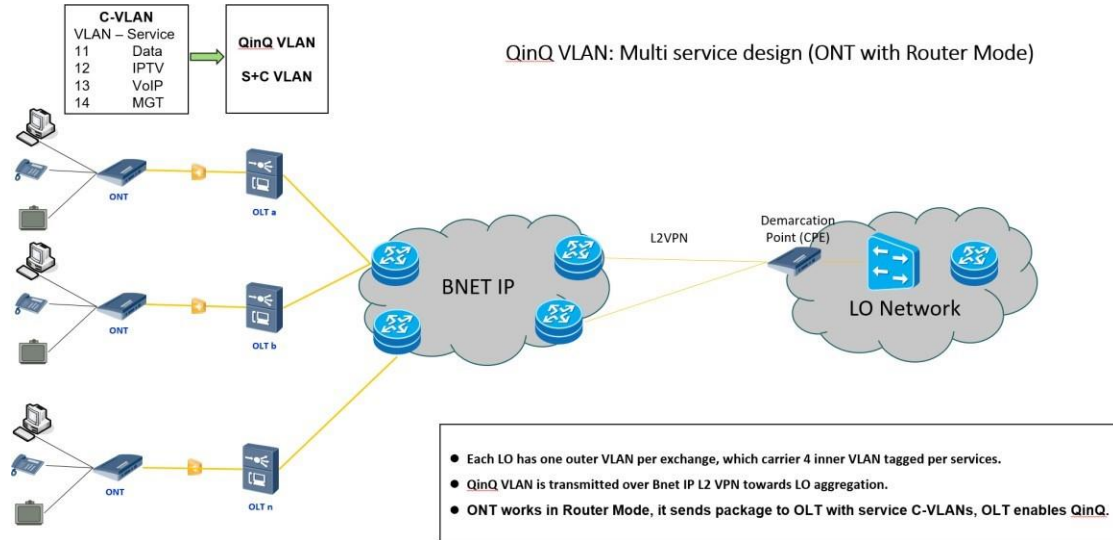 C-VLAN
VLAN – Service
11 Data
12 IPTV
13 VoIP
14 MGT
QinQ VLAN
S+C VLAN
QinQ VLAN: Multi service design (ONT with Router Mode)
ONT
OLT a
ONT
OLT b
ONT
OLT n
BNET IP
L2VPN
Demarcation
Point (CPE)
LO Network
● Each LO has one outer VLAN per exchange, which carrier 4 inner VLAN tagged per services.
● QinQ VLAN is transmitted over Bnet IP L2 VPN towards LO aggregation.
● ONT works in Router Mode, it sends package to OLT with service C-VLANs, OLT enables QinQ.